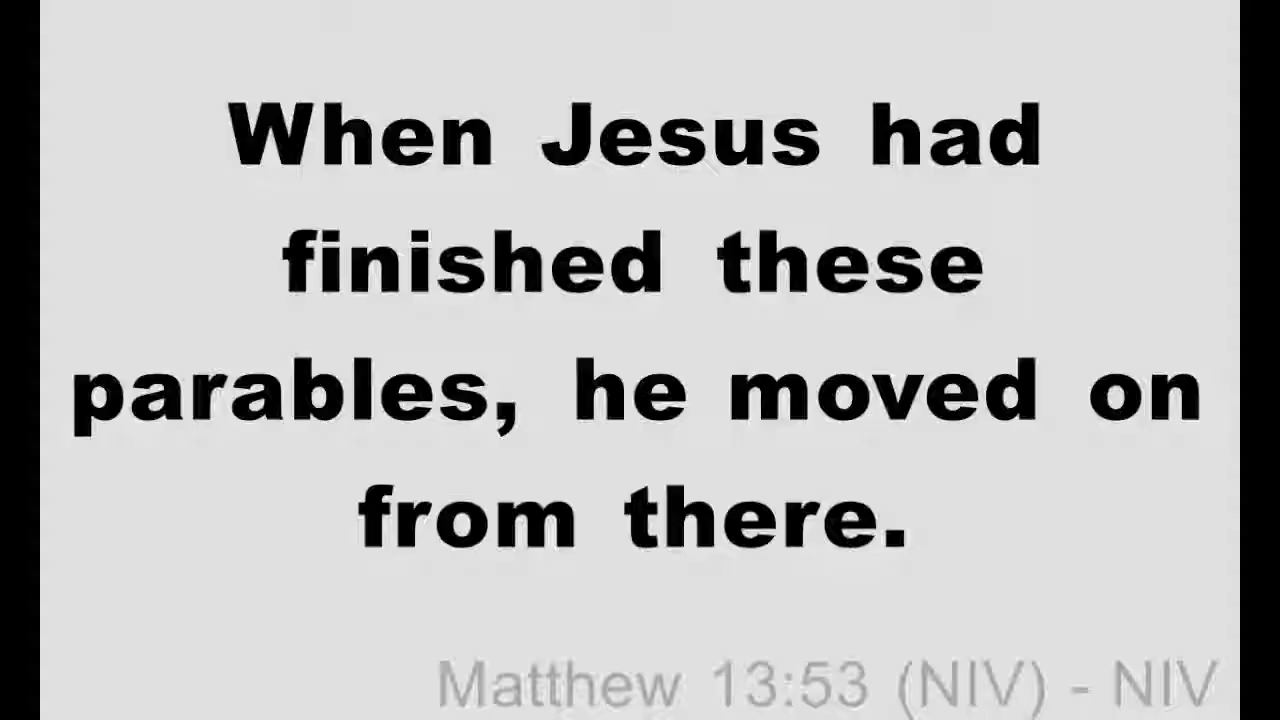 When Jesus had
finished these
parables, he moved on
from there.
Matthew 13:53 (NIV) - NIV